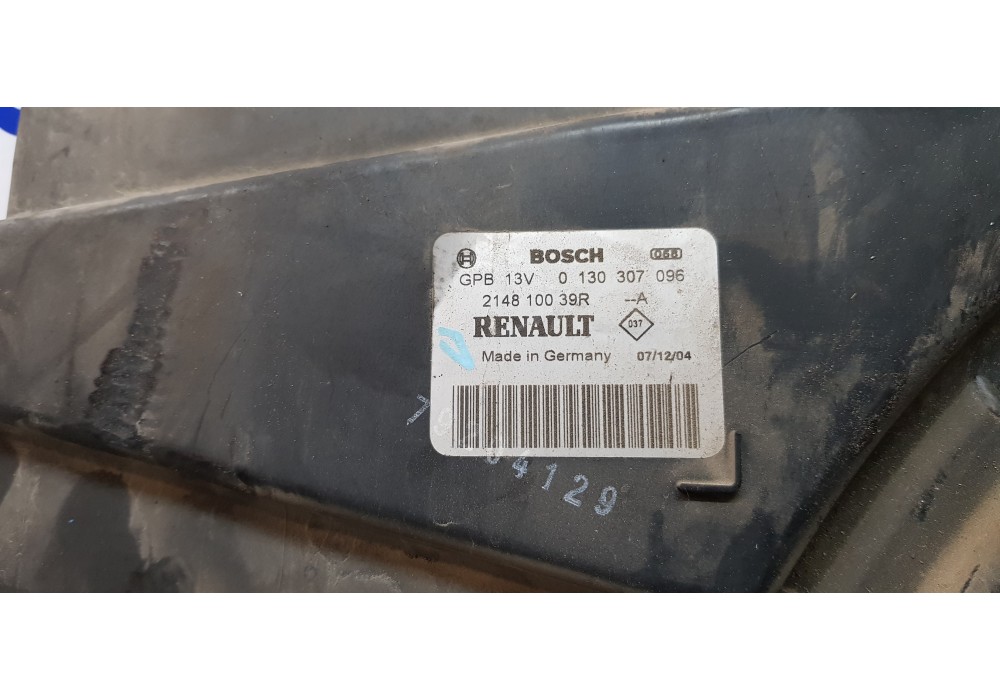 BOSCH 068
GPB 13V 0 130 307 096
2148 100 39R --A
RENAULT 037
Made in Germany 07/12/04